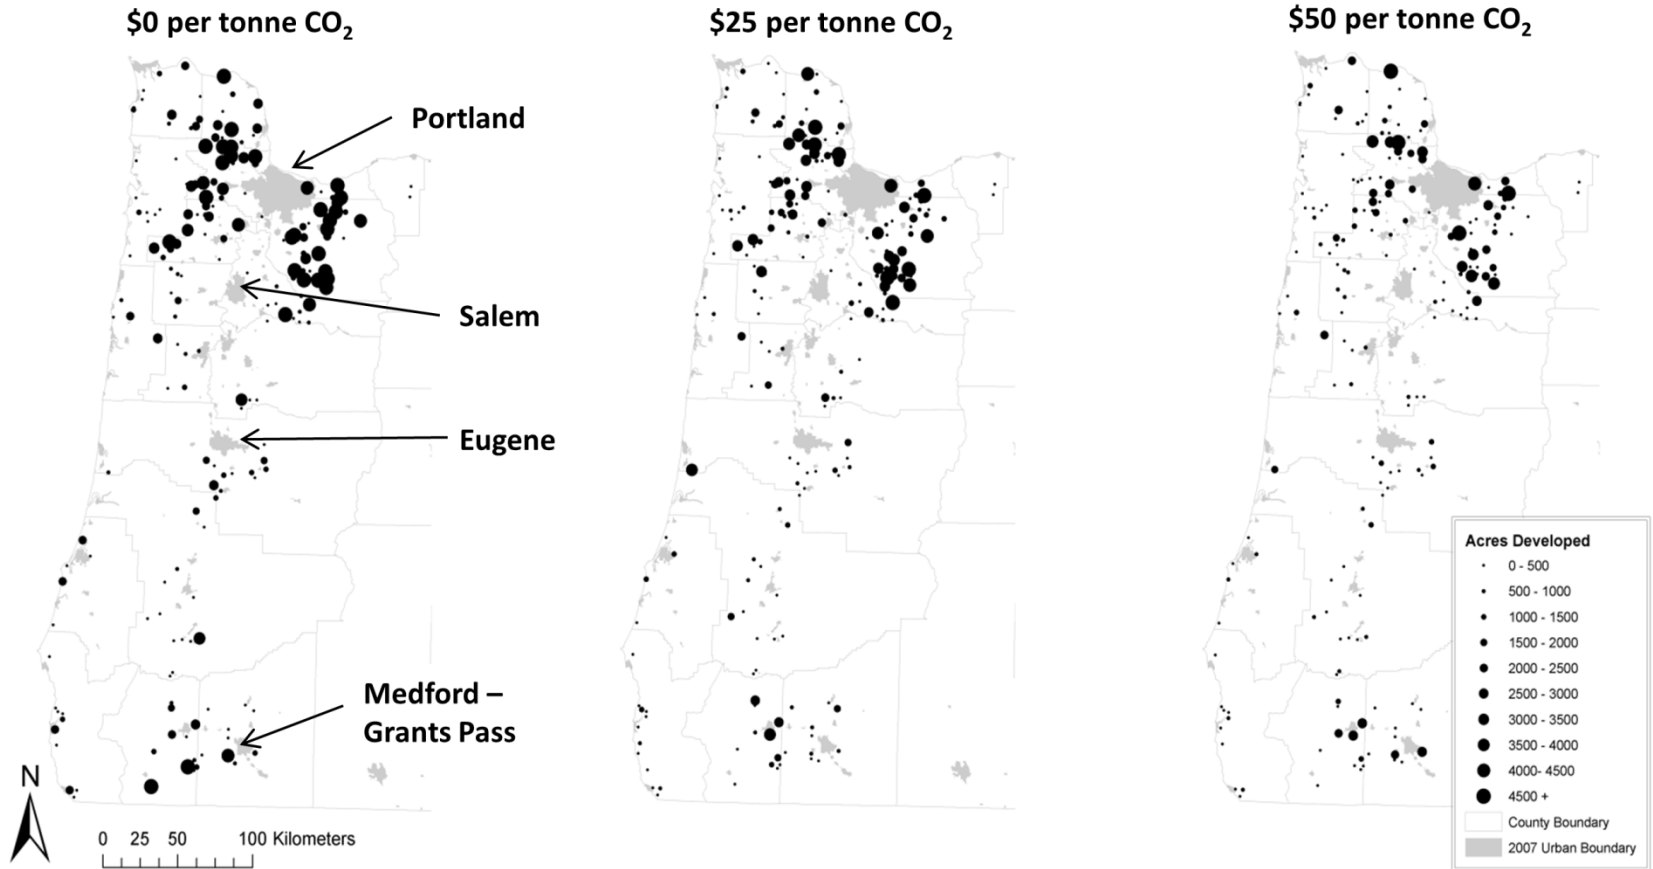 $0 per tonne CO₂
$25 per tonne CO₂
$50 per tonne CO₂
Portland
Salem
Eugene
Medford –
Grants Pass
N
0 25 50 100 Kilometers
Acres Developed
0 - 500
500 - 1000
1000 - 1500
1500 - 2000
2000 - 2500
2500 - 3000
3000 - 3500
3500 - 4000
4000- 4500
4500 +
County Boundary
2007 Urban Boundary